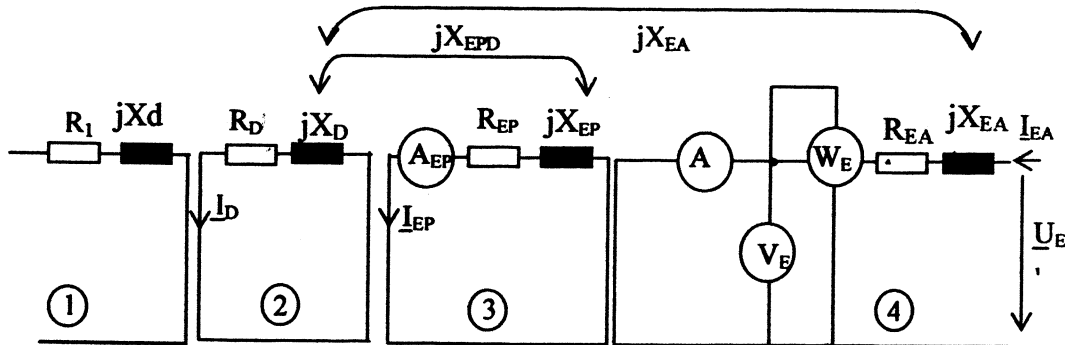 jX_EPD jX_EA
R_1 jXd R_D jX_D R_EP jX_EP R_EA jX_EA I_EA
A_EP A W_E
I_D I_EP V_E U_E
1 2 3 4